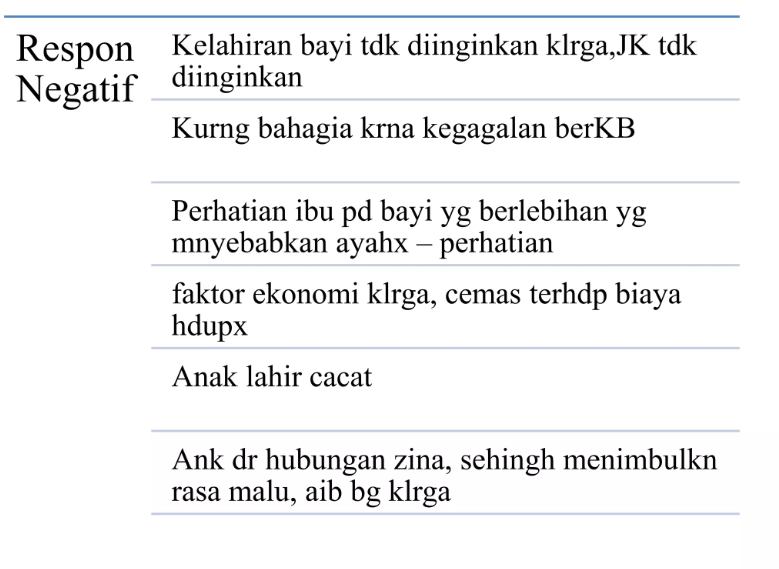 Respon
Negatif
Kelahiran bayi tdk diinginkan klrga,JK tdk
diinginkan
Kurng bahagia krna kegagalan berKB
Perhatian ibu pd bayi yg berlebihan yg
mnyebabkan ayahx – perhatian
faktor ekonomi klrga, cemas terhdp biaya
hdupx
Anak lahir cacat
Ank dr hubungan zina, sehingh menimbulkn
rasa malu, aib bg klrga